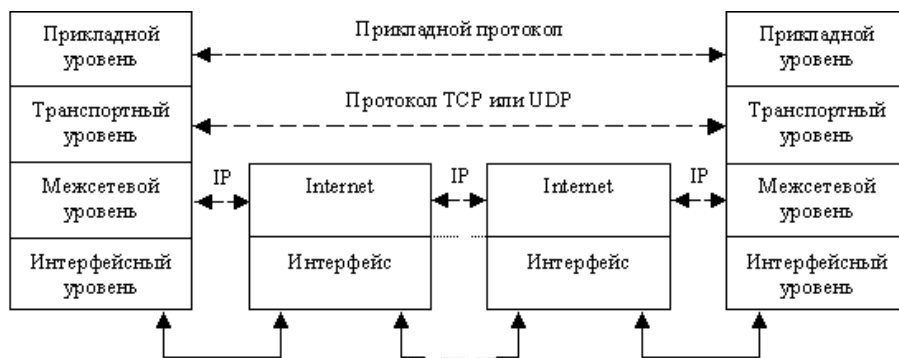 Прикладной
уровень
Прикладной протокол
Прикладной
уровень
Транспортный
уровень
Протокол TCP или UDP
Транспортный
уровень
Межсетевой
уровень
IP
Internet
IP
Internet
IP
Межсетевой
уровень
Интерфейсный
уровень
Интерфейс
Интерфейс
Интерфейсный
уровень